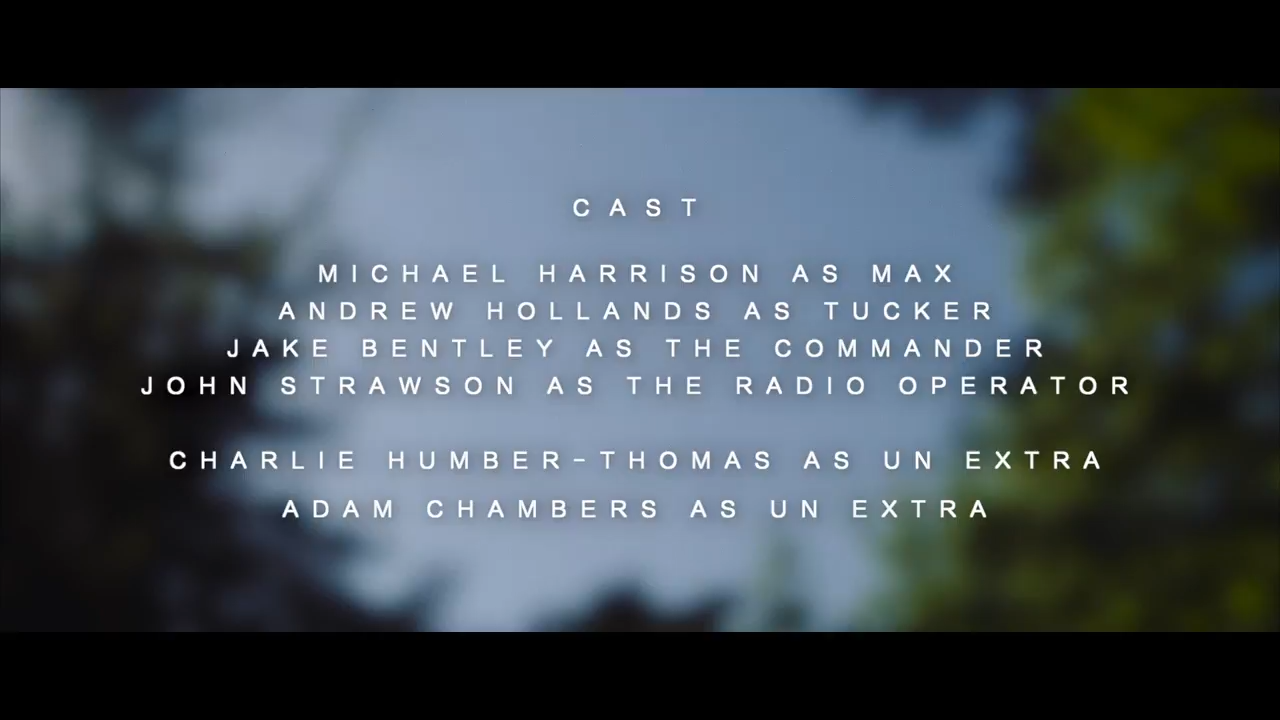 CAST
MICHAEL HARRISON AS MAX
ANDREW HOLLANDS AS TUCKER
JAKE BENTLEY AS THE COMMANDER
JOHN STRAWSON AS THE RADIO OPERATOR
CHARLIE HUMBER-THOMAS AS UN EXTRA
ADAM CHAMBERS AS UN EXTRA